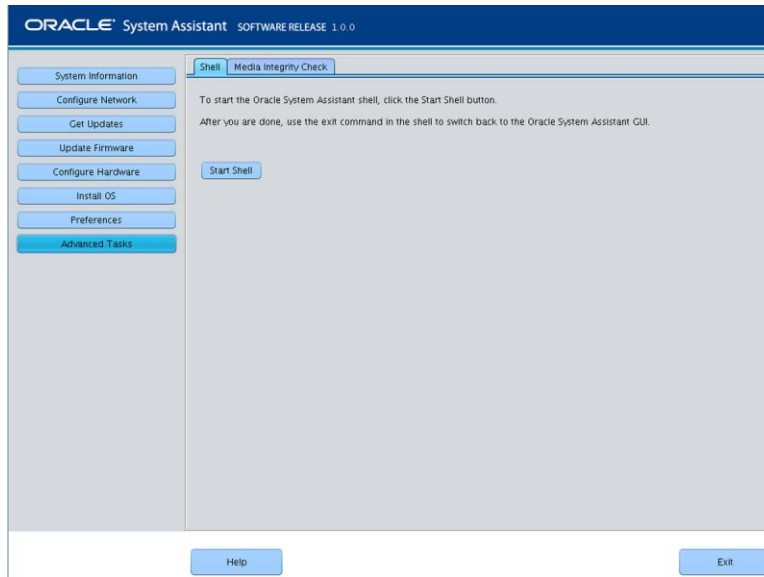 ORACLE System Assistant SOFTWARE RELEASE 1.0.0
System Information
Configure Network
Get Updates
Update Firmware
Configure Hardware
Install OS
Preferences
Advanced Tasks
Shell Media Integrity Check
To start the Oracle System Assistant shell, click the Start Shell button.
After you are done, use the exit command in the shell to switch back to the Oracle System Assistant GUI.
Start Shell
Help Exit